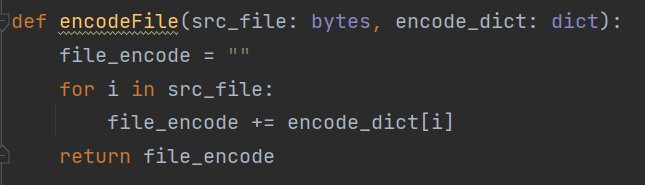 def encodeFile(src_file: bytes, encode_dict: dict):
    file_encode = ""
    for i in src_file:
        file_encode += encode_dict[i]
    return file_encode